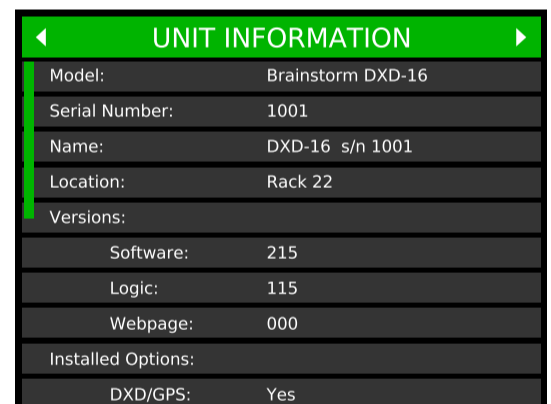 UNIT INFORMATION
Model: Brainstorm DXD-16
Serial Number: 1001
Name: DXD-16  s/n 1001
Location: Rack 22
Versions:
Software: 215
Logic: 115
Webpage: 000
Installed Options:
DXD/GPS: Yes